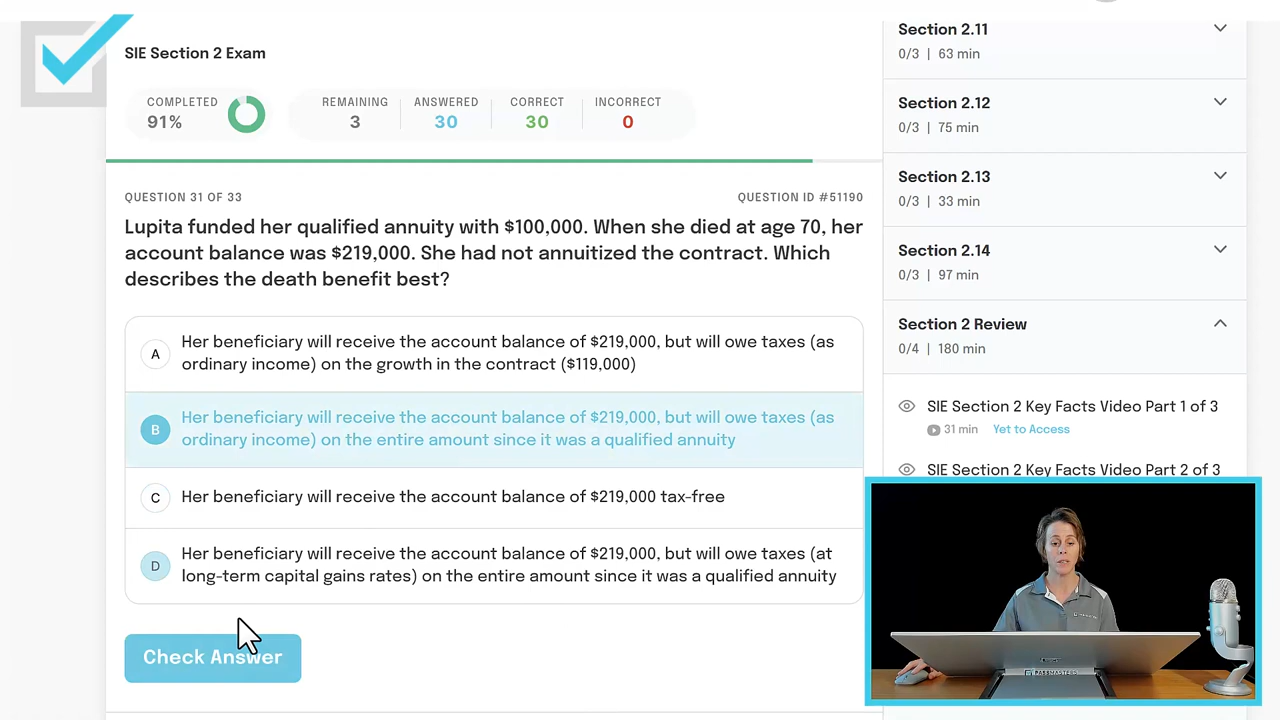 SIE Section 2 Exam
COMPLETED
91%
REMAINING
3
ANSWERED
30
CORRECT
30
INCORRECT
0
QUESTION 31 OF 33
QUESTION ID #51190
Lupita funded her qualified annuity with $100,000. When she died at age 70, her
account balance was $219,000. She had not annuitized the contract. Which
describes the death benefit best?
A
Her beneficiary will receive the account balance of $219,000, but will owe taxes (as
ordinary income) on the growth in the contract ($119,000)
B
Her beneficiary will receive the account balance of $219,000, but will owe taxes (as
ordinary income) on the entire amount since it was a qualified annuity
C
Her beneficiary will receive the account balance of $219,000 tax-free
D
Her beneficiary will receive the account balance of $219,000, but will owe taxes (at
long-term capital gains rates) on the entire amount since it was a qualified annuity
Check Answer
Section 2.11
0/3 | 63 min
Section 2.12
0/3 | 75 min
Section 2.13
0/3 | 33 min
Section 2.14
0/3 | 97 min
Section 2 Review
0/4 | 180 min
SIE Section 2 Key Facts Video Part 1 of 3
31 min Yet to Access
SIE Section 2 Key Facts Video Part 2 of 3